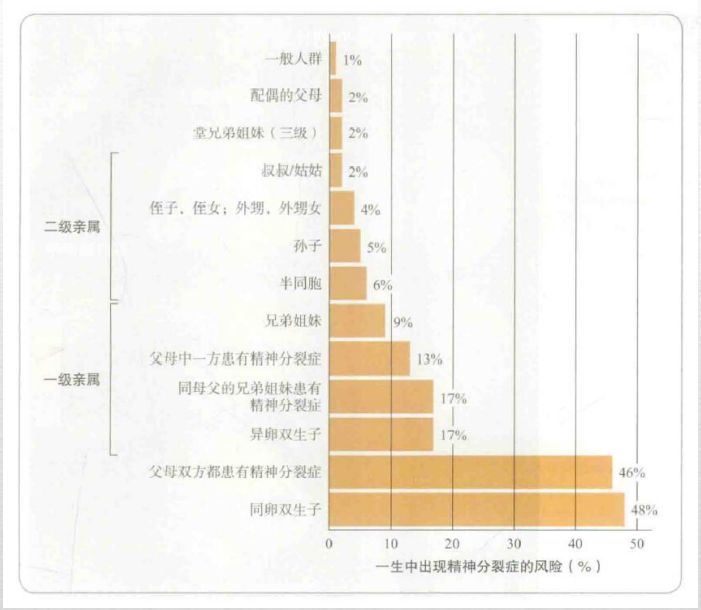 一般人群 1%
配偶的父母 2%
堂兄弟姐妹（三级） 2%
叔叔/姑姑 2%
侄子、侄女；外甥、外甥女 4%
二级亲属
孙子 5%
半同胞 6%
兄弟姐妹 9%
父母中一方患有精神分裂症 13%
一级亲属
同母父的兄弟姐妹患有
精神分裂症 17%
异卵双生子 17%
父母双方都患有精神分裂症 46%
同卵双生子 48%
0 10 20 30 40 50
一生中出现精神分裂症的风险（%）